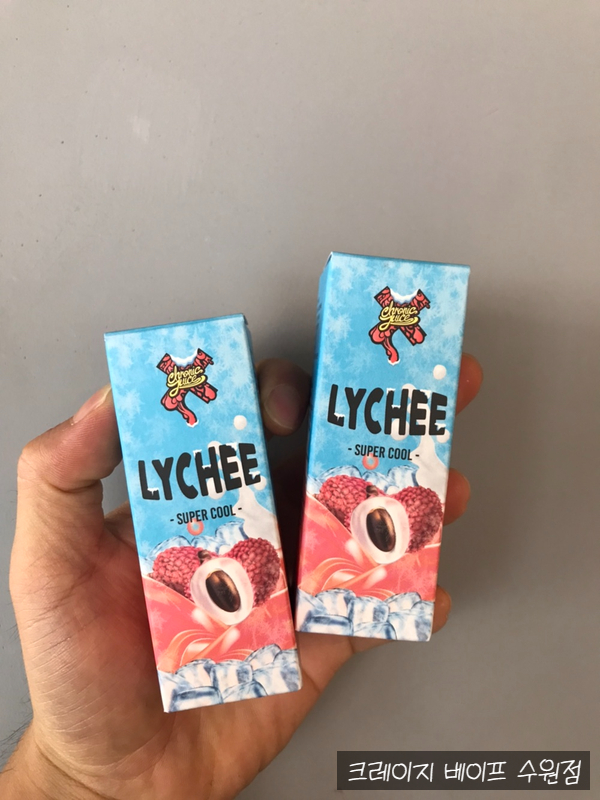 chronic
juice
LYCHEE
- SUPER COOL -
chronic
juice
LYCHEE
- SUPER COOL -
크레이지 베이프 수원점